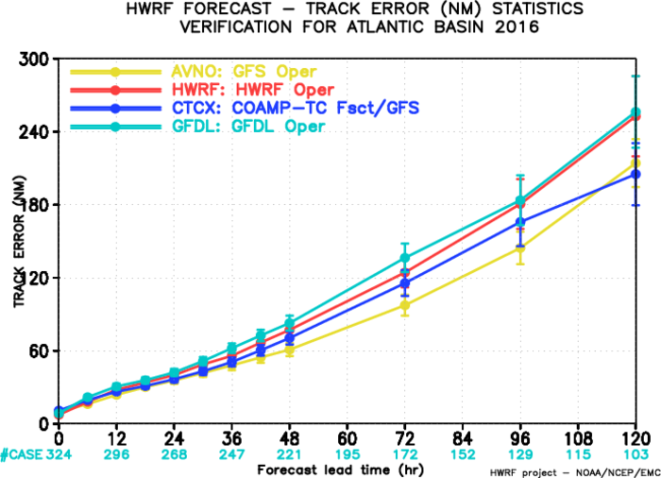 HWRF FORECAST – TRACK ERROR (NM) STATISTICS
VERIFICATION FOR ATLANTIC BASIN 2016
AVNO: GFS Oper
HWRF: HWRF Oper
CTCX: COAMP–TC Fsct/GFS
GFDL: GFDL Oper
TRACK ERROR (NM)
300
240
180
120
60
0
0 12 24 36 48 60 72 84 96 108 120
#CASE 324 296 268 247 221 195 172 152 129 115 103
Forecast lead time (hr)
HWRF project – NOAA/NCEP/EMC